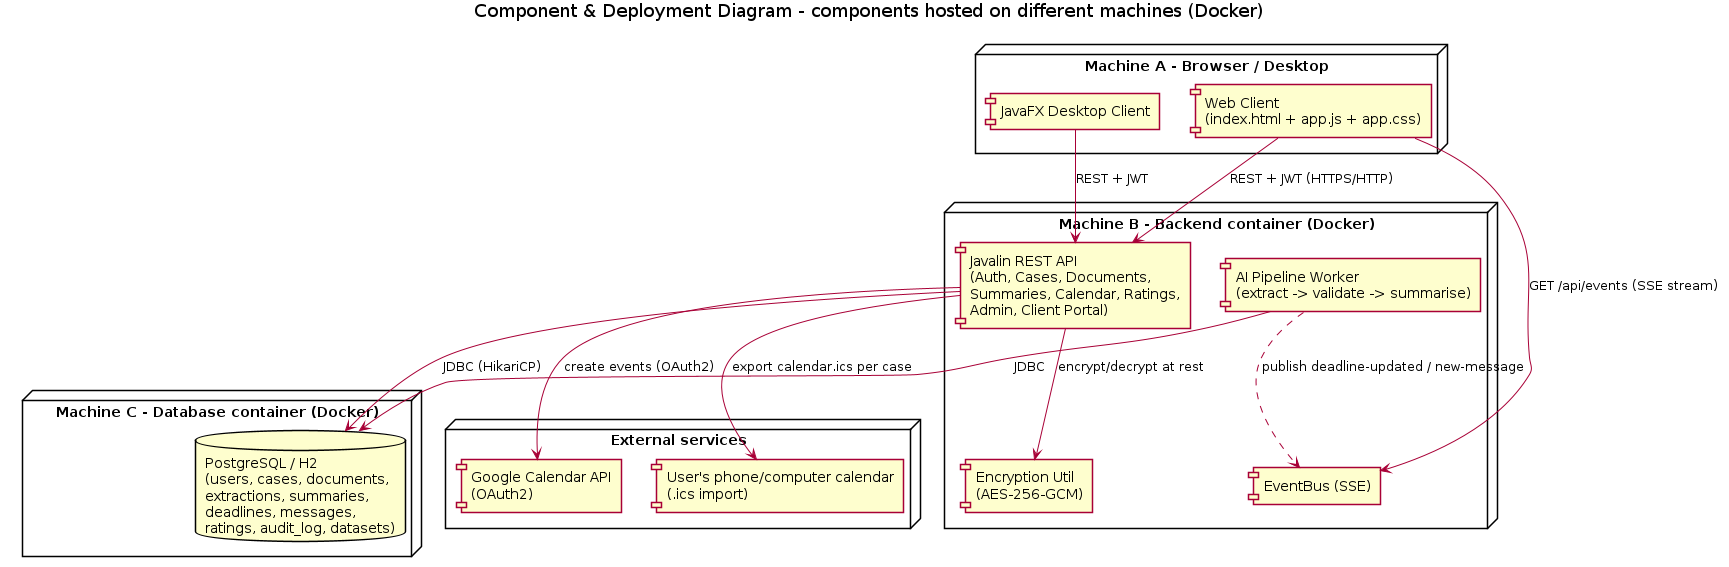 Component & Deployment Diagram - components hosted on different machines (Docker)
Machine A - Browser / Desktop
JavaFX Desktop Client
Web Client
(index.html + app.js + app.css)
REST + JWT
REST + JWT (HTTPS/HTTP)
Machine B - Backend container (Docker)
Javalin REST API
(Auth, Cases, Documents,
Summaries, Calendar, Ratings,
Admin, Client Portal)
AI Pipeline Worker
(extract -> validate -> summarise)
GET /api/events (SSE stream)
JDBC (HikariCP)
create events (OAuth2)
export calendar.ics per case
JDBC
encrypt/decrypt at rest
publish deadline-updated / new-message
Machine C - Database container (Docker)
PostgreSQL / H2
(users, cases, documents,
extractions, summaries,
deadlines, messages,
ratings, audit_log, datasets)
External services
Google Calendar API
(OAuth2)
User's phone/computer calendar
(.ics import)
Encryption Util
(AES-256-GCM)
EventBus (SSE)